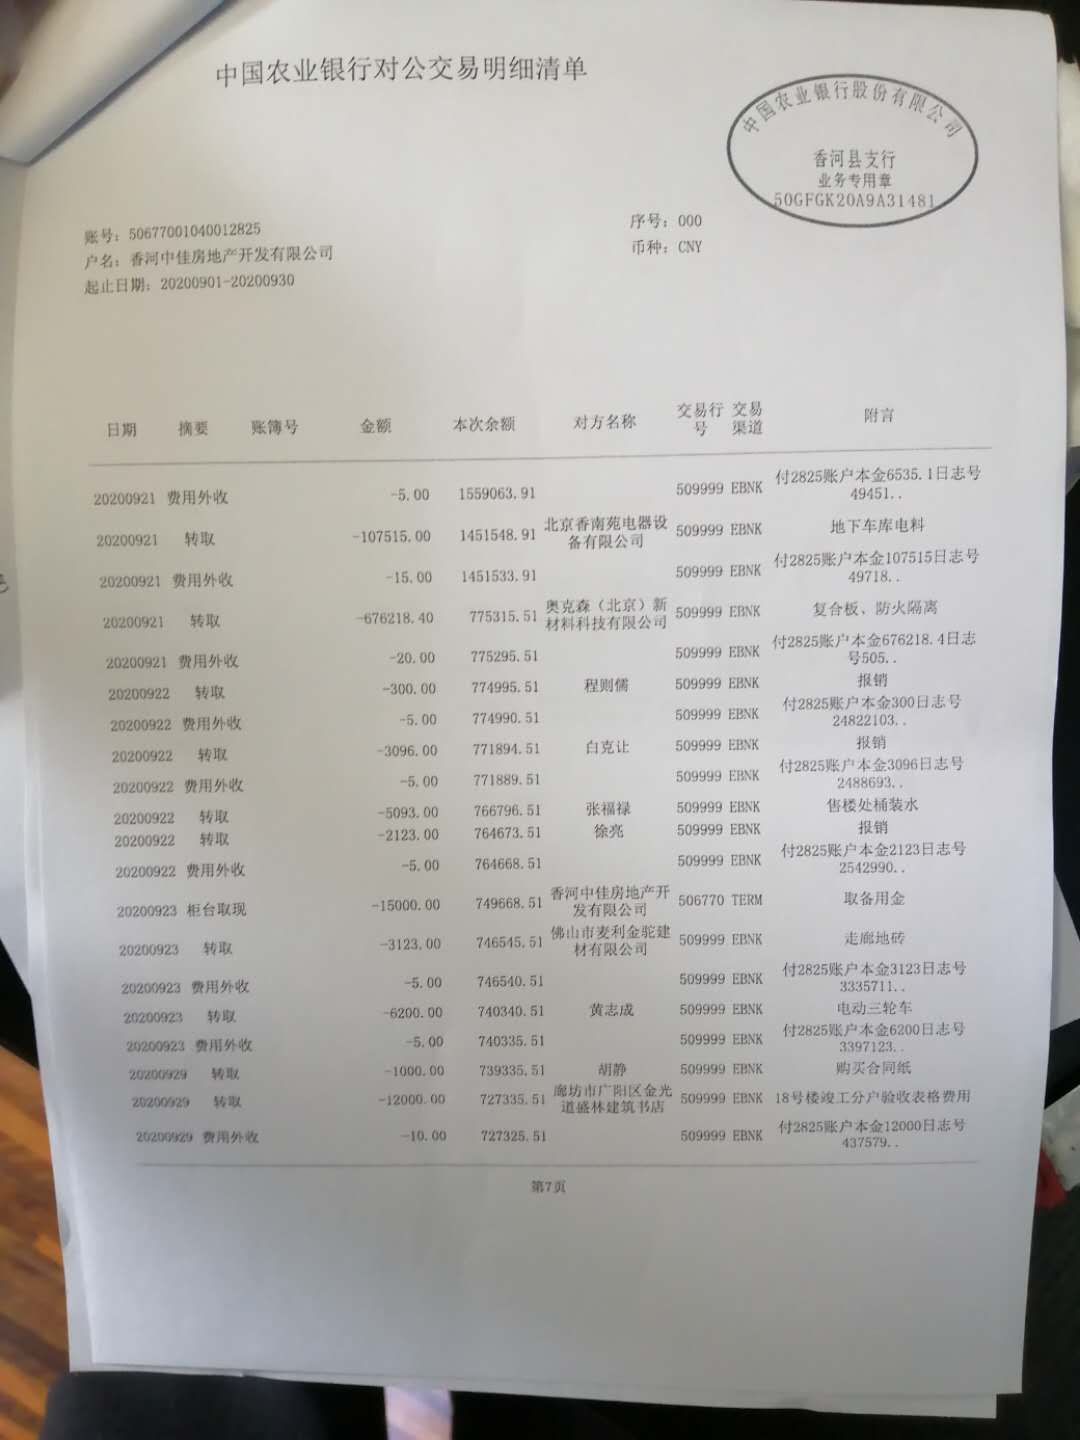 中国农业银行对公交易明细清单
中国农业银行股份有限公司
香河县支行
业务专用章
50GFGK20A9A31481
账号：50677001040012825
序号：000
户名：香河中佳房地产开发有限公司
币种：CNY
起止日期：20200901-20200930
日期 摘要 账簿号 金额 本次余额 对方名称 交易行号 交易渠道 附言
20200921 费用外收 -5.00 1559063.91 509999 EBNK 付2825账户本金6535.1日志号49451..
20200921 转取 -107515.00 1451548.91 北京香南苑电器设备有限公司 509999 EBNK 地下车库电料
20200921 费用外收 -15.00 1451533.91 509999 EBNK 付2825账户本金107515日志号49718..
20200921 转取 -676218.40 775315.51 奥克森（北京）新材料科技有限公司 509999 EBNK 复合板、防火隔离
20200921 费用外收 -20.00 775295.51 509999 EBNK 付2825账户本金676218.4日志号505..
20200922 转取 -300.00 774995.51 程则儒 509999 EBNK 报销
20200922 费用外收 -5.00 774990.51 509999 EBNK 付2825账户本金300日志号24822103..
20200922 转取 -3096.00 771894.51 白克让 509999 EBNK 报销
20200922 费用外收 -5.00 771889.51 509999 EBNK 付2825账户本金3096日志号2488693..
20200922 转取 -5093.00 766796.51 张福禄 509999 EBNK 售楼处桶装水
20200922 转取 -2123.00 764673.51 徐亮 509999 EBNK 报销
20200922 费用外收 -5.00 764668.51 509999 EBNK 付2825账户本金2123日志号2542990..
20200923 柜台取现 -15000.00 749668.51 香河中佳房地产开发有限公司 506770 TERM 取备用金
20200923 转取 -3123.00 746545.51 佛山市麦利金驼建材有限公司 509999 EBNK 走廊地砖
20200923 费用外收 -5.00 746540.51 509999 EBNK 付2825账户本金3123日志号3335711..
20200923 转取 -6200.00 740340.51 黄志成 509999 EBNK 电动三轮车
20200923 费用外收 -5.00 740335.51 509999 EBNK 付2825账户本金6200日志号3397123..
20200929 转取 -1000.00 739335.51 胡静 509999 EBNK 购买合同纸
20200929 转取 -12000.00 727335.51 廊坊市广阳区金光道盛林建筑书店 509999 EBNK 18号楼竣工分户验收表格费用
20200929 费用外收 -10.00 727325.51 509999 EBNK 付2825账户本金12000日志号437579..
第7页